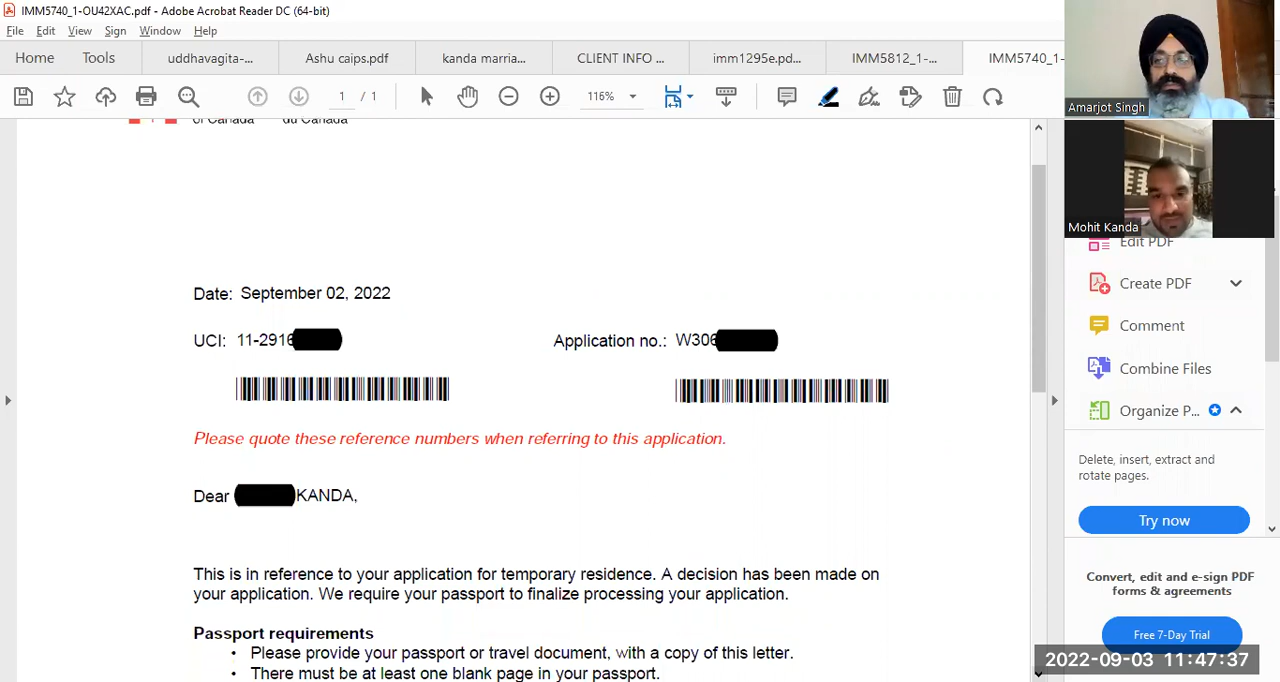 IMM5740_1-OU42XAC.pdf - Adobe Acrobat Reader DC (64-bit)
File Edit View Sign Window Help
Home Tools uddhavagita-... Ashu caips.pdf kanda marria... CLIENT INFO ... imm1295e.pd... IMM5812_1-... IMM5740_1-
1 / 1 116%
of Canada du Canada
Amarjot Singh
Mohit Kanda
Date: September 02, 2022
UCI: 11-2916
Application no.: W306
Please quote these reference numbers when referring to this application.
Dear KANDA,
This is in reference to your application for temporary residence. A decision has been made on
your application. We require your passport to finalize processing your application.
Passport requirements
• Please provide your passport or travel document, with a copy of this letter.
• There must be at least one blank page in your passport.
Edit PDF
Create PDF
Comment
Combine Files
Organize P...
Delete, insert, extract and
rotate pages.
Try now
Convert, edit and e-sign PDF
forms & agreements
Free 7-Day Trial
2022-09-03 11:47:37